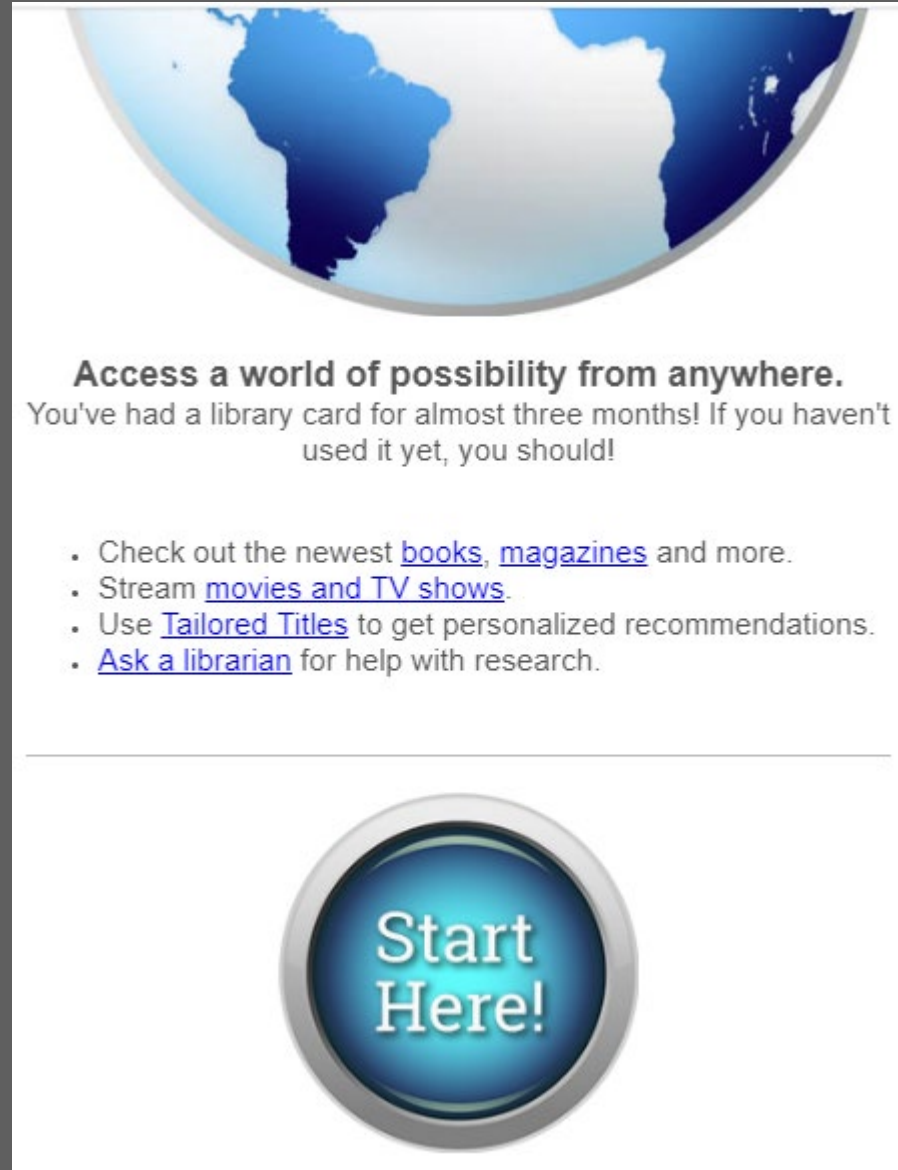 Access a world of possibility from anywhere.
You've had a library card for almost three months! If you haven't
used it yet, you should!
• Check out the newest books, magazines and more.
• Stream movies and TV shows.
• Use Tailored Titles to get personalized recommendations.
• Ask a librarian for help with research.
Start
Here!